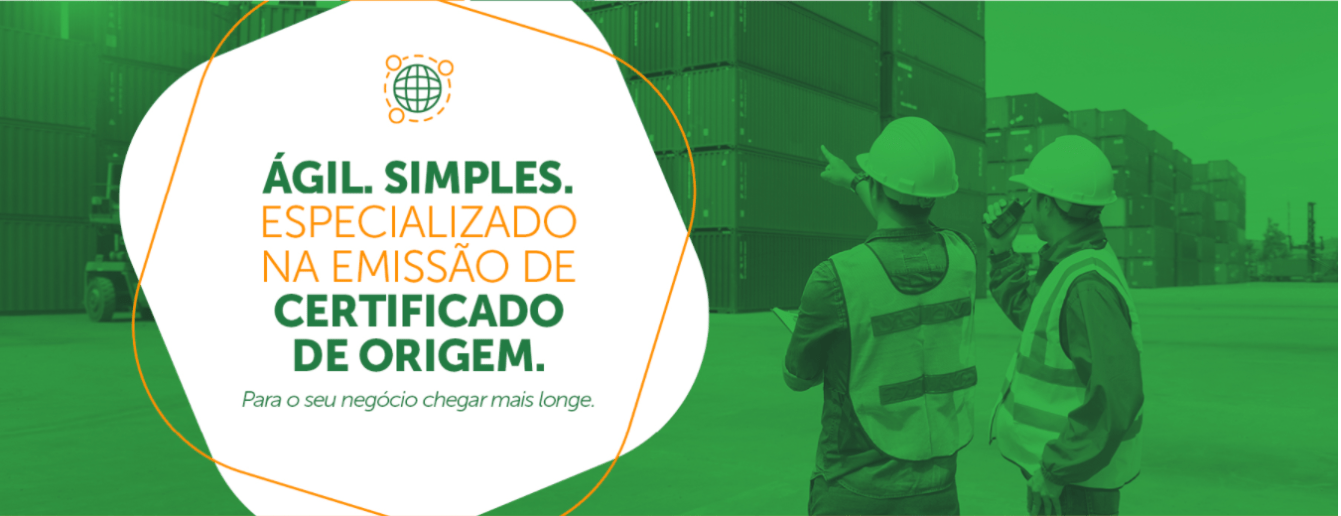 ÁGIL. SIMPLES.
ESPECIALIZADO
NA EMISSÃO DE
CERTIFICADO
DE ORIGEM.
Para o seu negócio chegar mais longe.